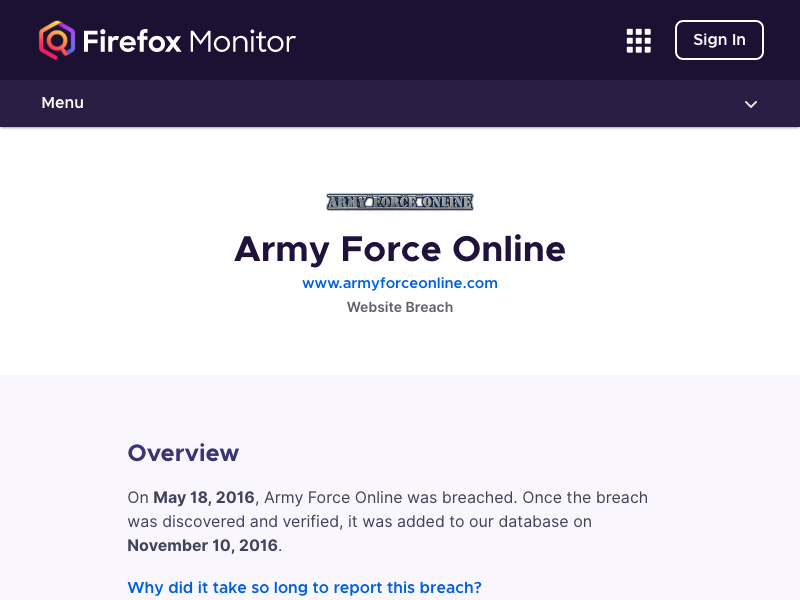 Firefox Monitor
Sign In
Menu
ARMY FORCE ONLINE
Army Force Online
www.armyforceonline.com
Website Breach
Overview
On May 18, 2016, Army Force Online was breached. Once the breach
was discovered and verified, it was added to our database on
November 10, 2016.
Why did it take so long to report this breach?